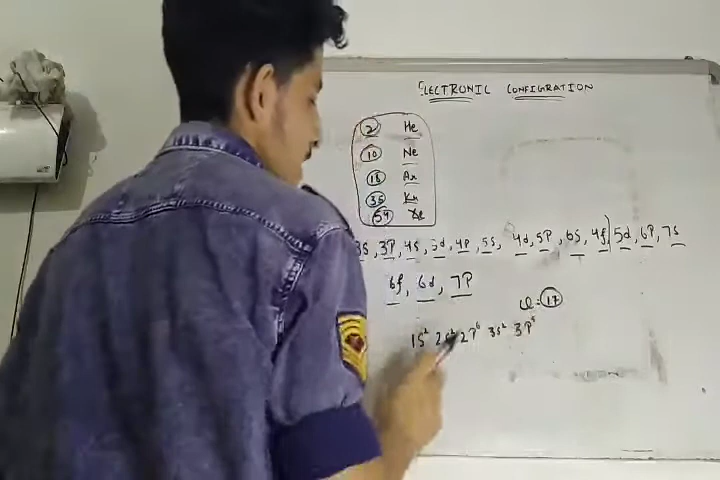 ELECTRONIC CONFIGRATION
2 He
10 Ne
18 Ar
35 Kr
54 Xe
3S, 3P, 4S, 3d, 4P, 5S, 4d, 5P, 6S, 4f, 5d, 6P, 7S
6f, 6d, 7P
Cl = 17
1S² 2S² 2P⁶ 3S² 3P⁵